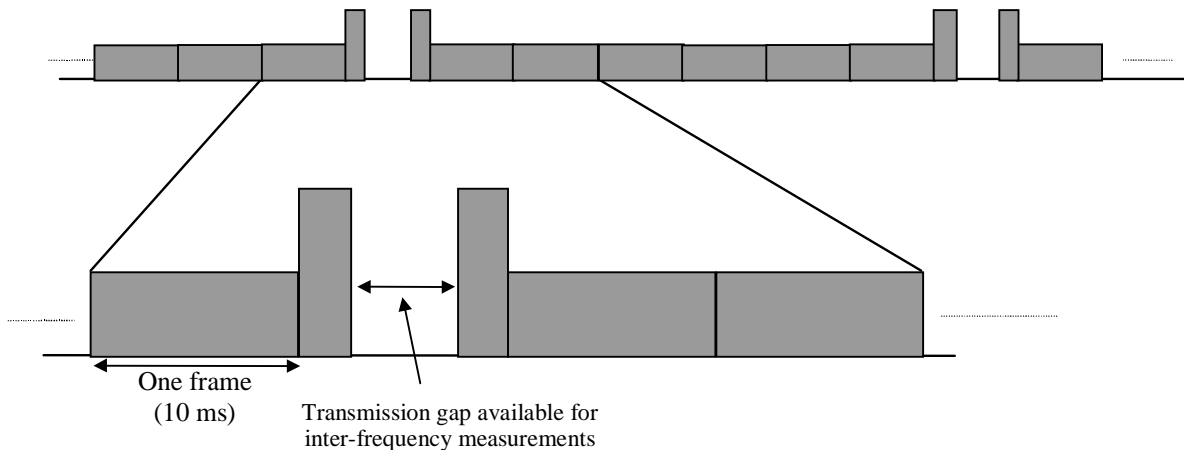 One frame
(10 ms)
Transmission gap available for
inter-frequency measurements